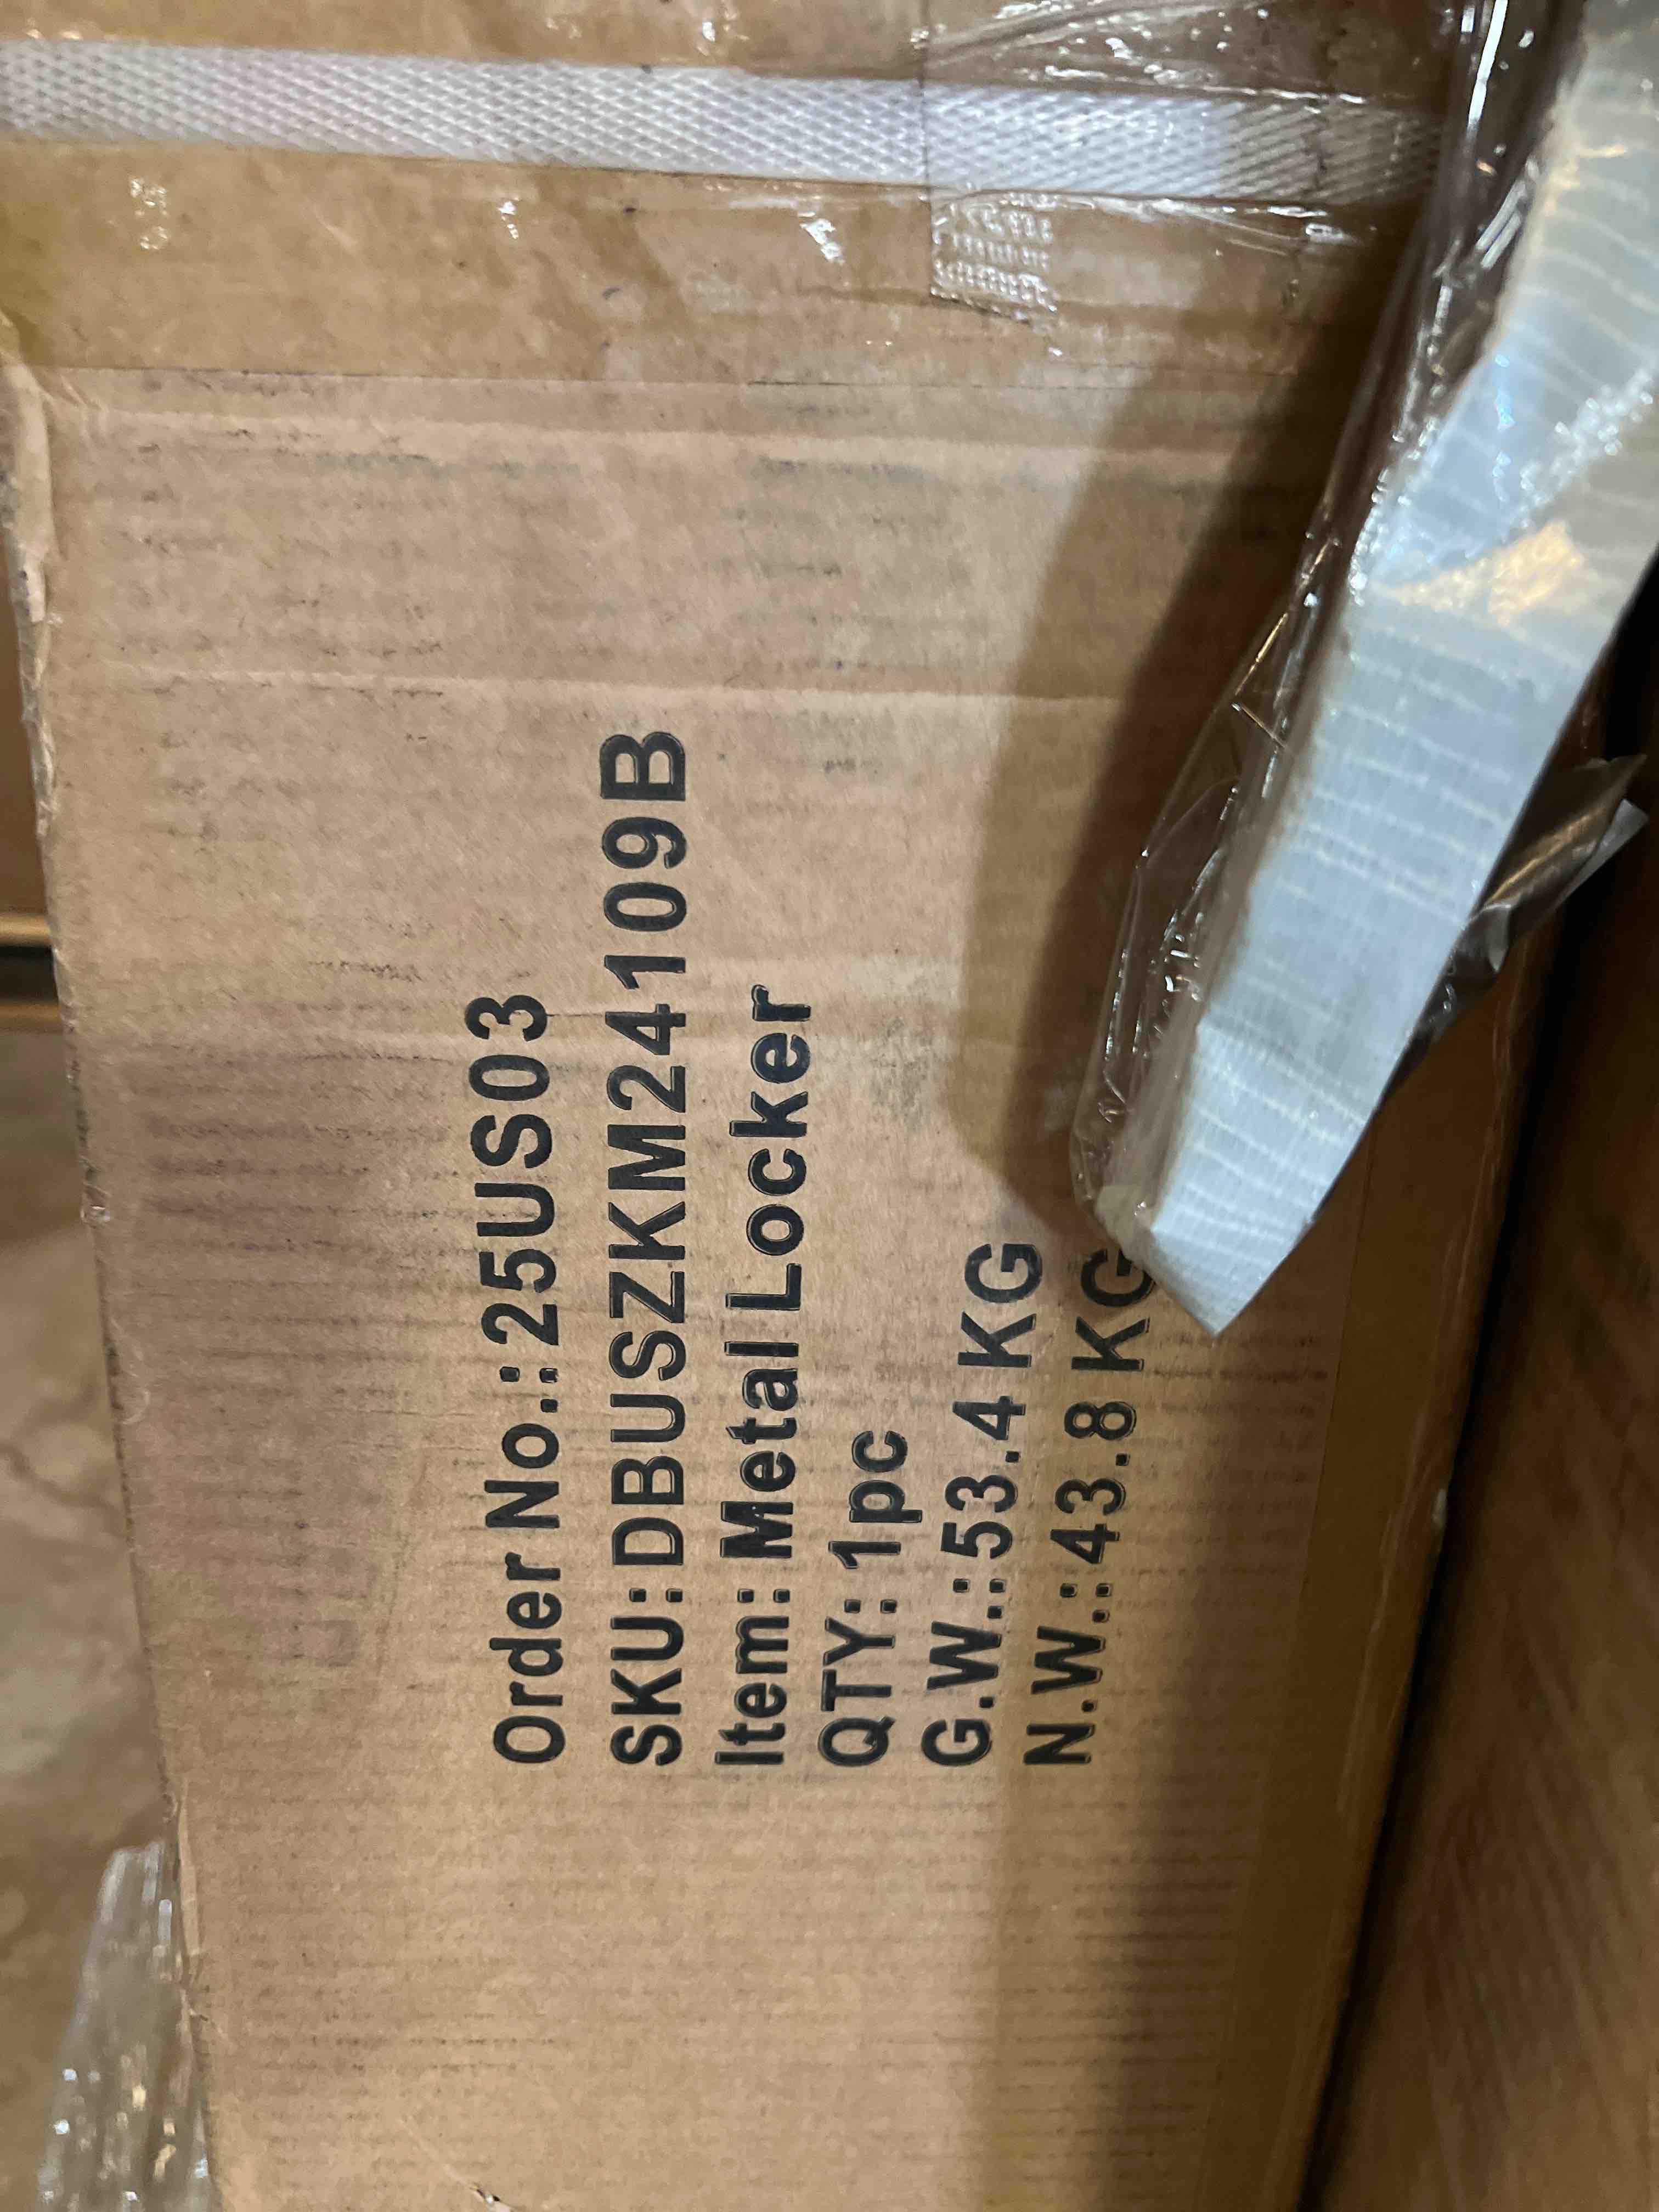 Order No.:25US03
SKU:DBUSZKM24109B
Item: Metal Locker
QTY: 1pc
G.W.:53.4 KG
N.W.:43.8 KG